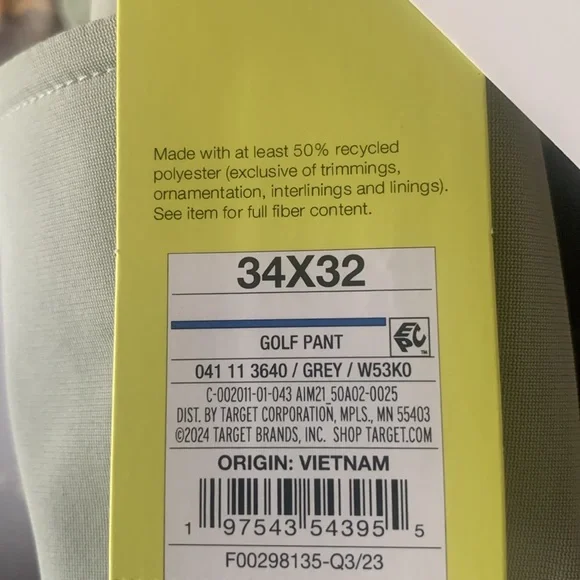 Made with at least 50% recycled
polyester (exclusive of trimmings,
ornamentation, interlinings and linings).
See item for full fiber content.
34X32
EPC™
GOLF PANT
041 11 3640 / GREY / W53K0
C-002011-01-043 AIM21_50A02-0025
DIST. BY TARGET CORPORATION, MPLS., MN 55403
©2024 TARGET BRANDS, INC. SHOP TARGET.COM
ORIGIN: VIETNAM
1 97543 54395 5
F00298135-Q3/23